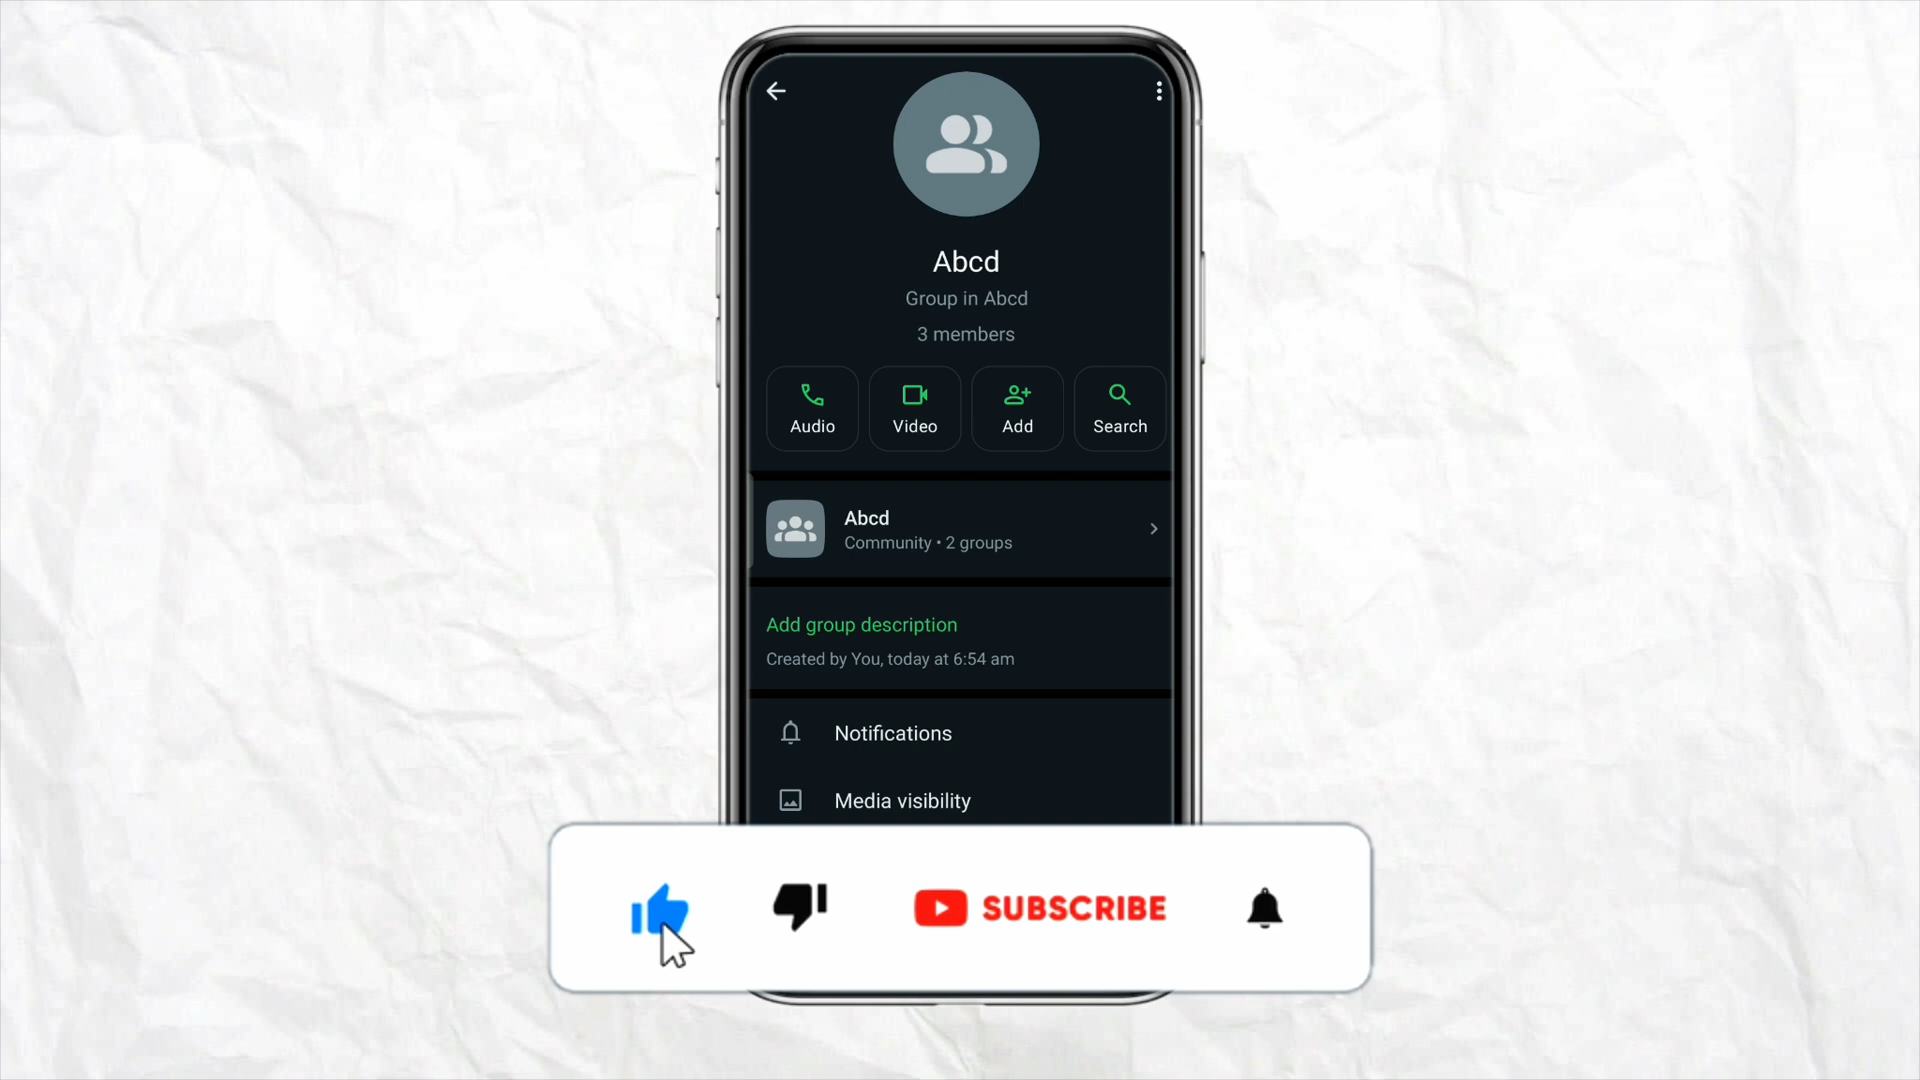 Abcd
Group in Abcd
3 members
Audio Video Add Search
Abcd
Community • 2 groups
Add group description
Created by You, today at 6:54 am
Notifications
Media visibility
SUBSCRIBE